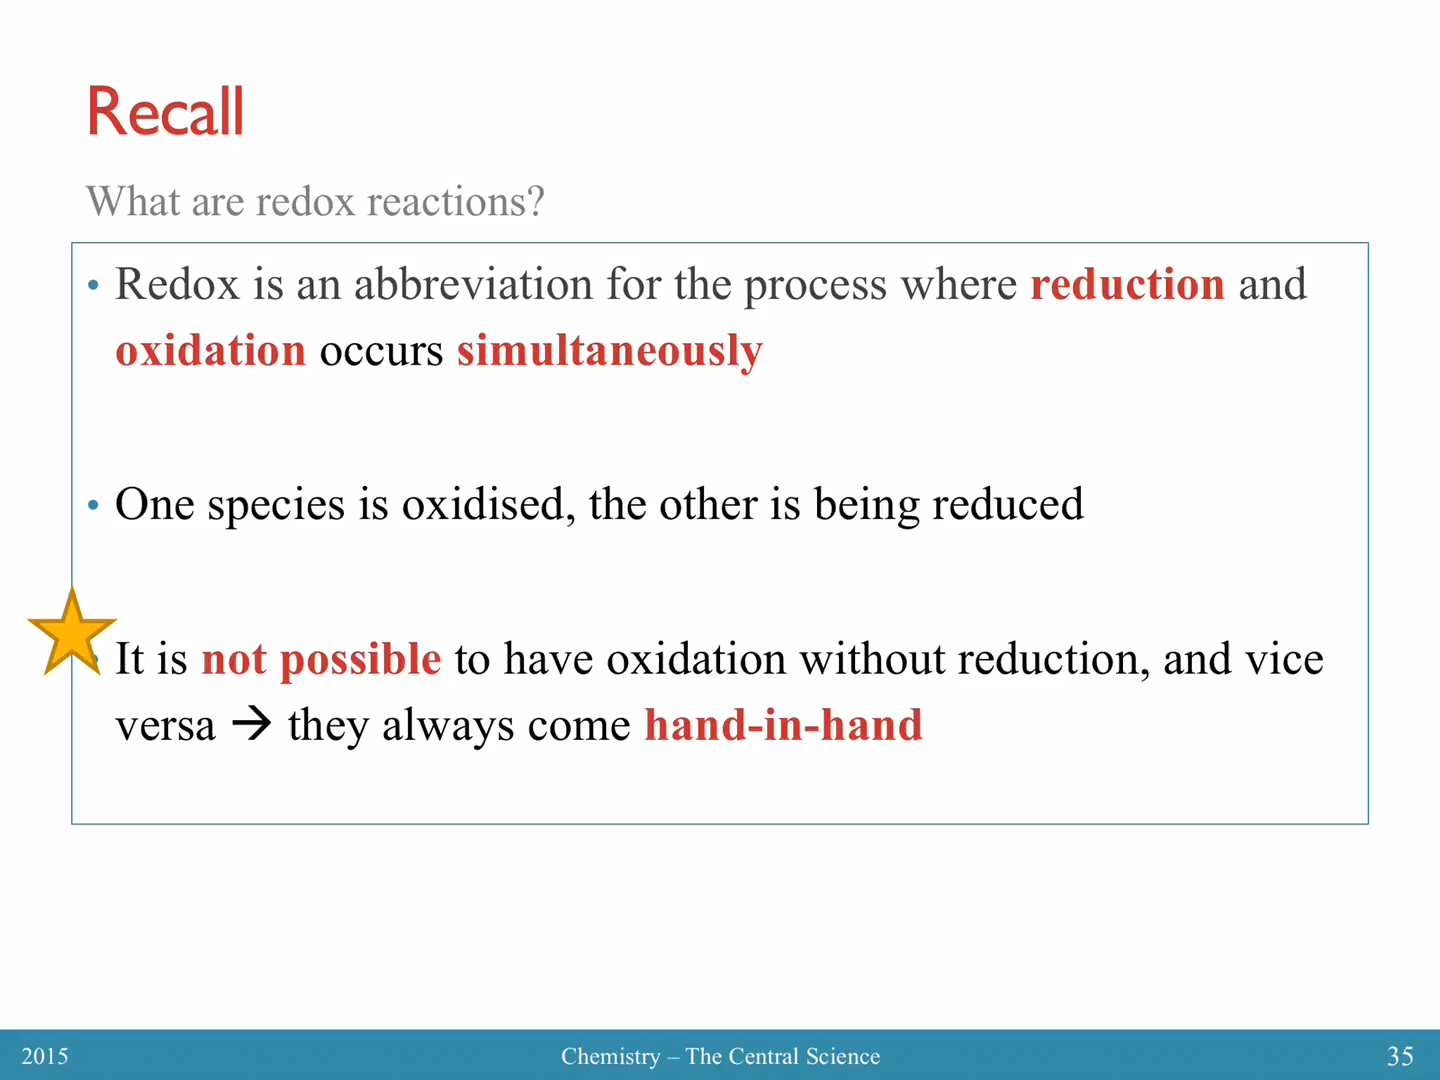 Recall
What are redox reactions?
• Redox is an abbreviation for the process where reduction and
oxidation occurs simultaneously
• One species is oxidised, the other is being reduced
• It is not possible to have oxidation without reduction, and vice
versa → they always come hand-in-hand
2015
Chemistry – The Central Science
35